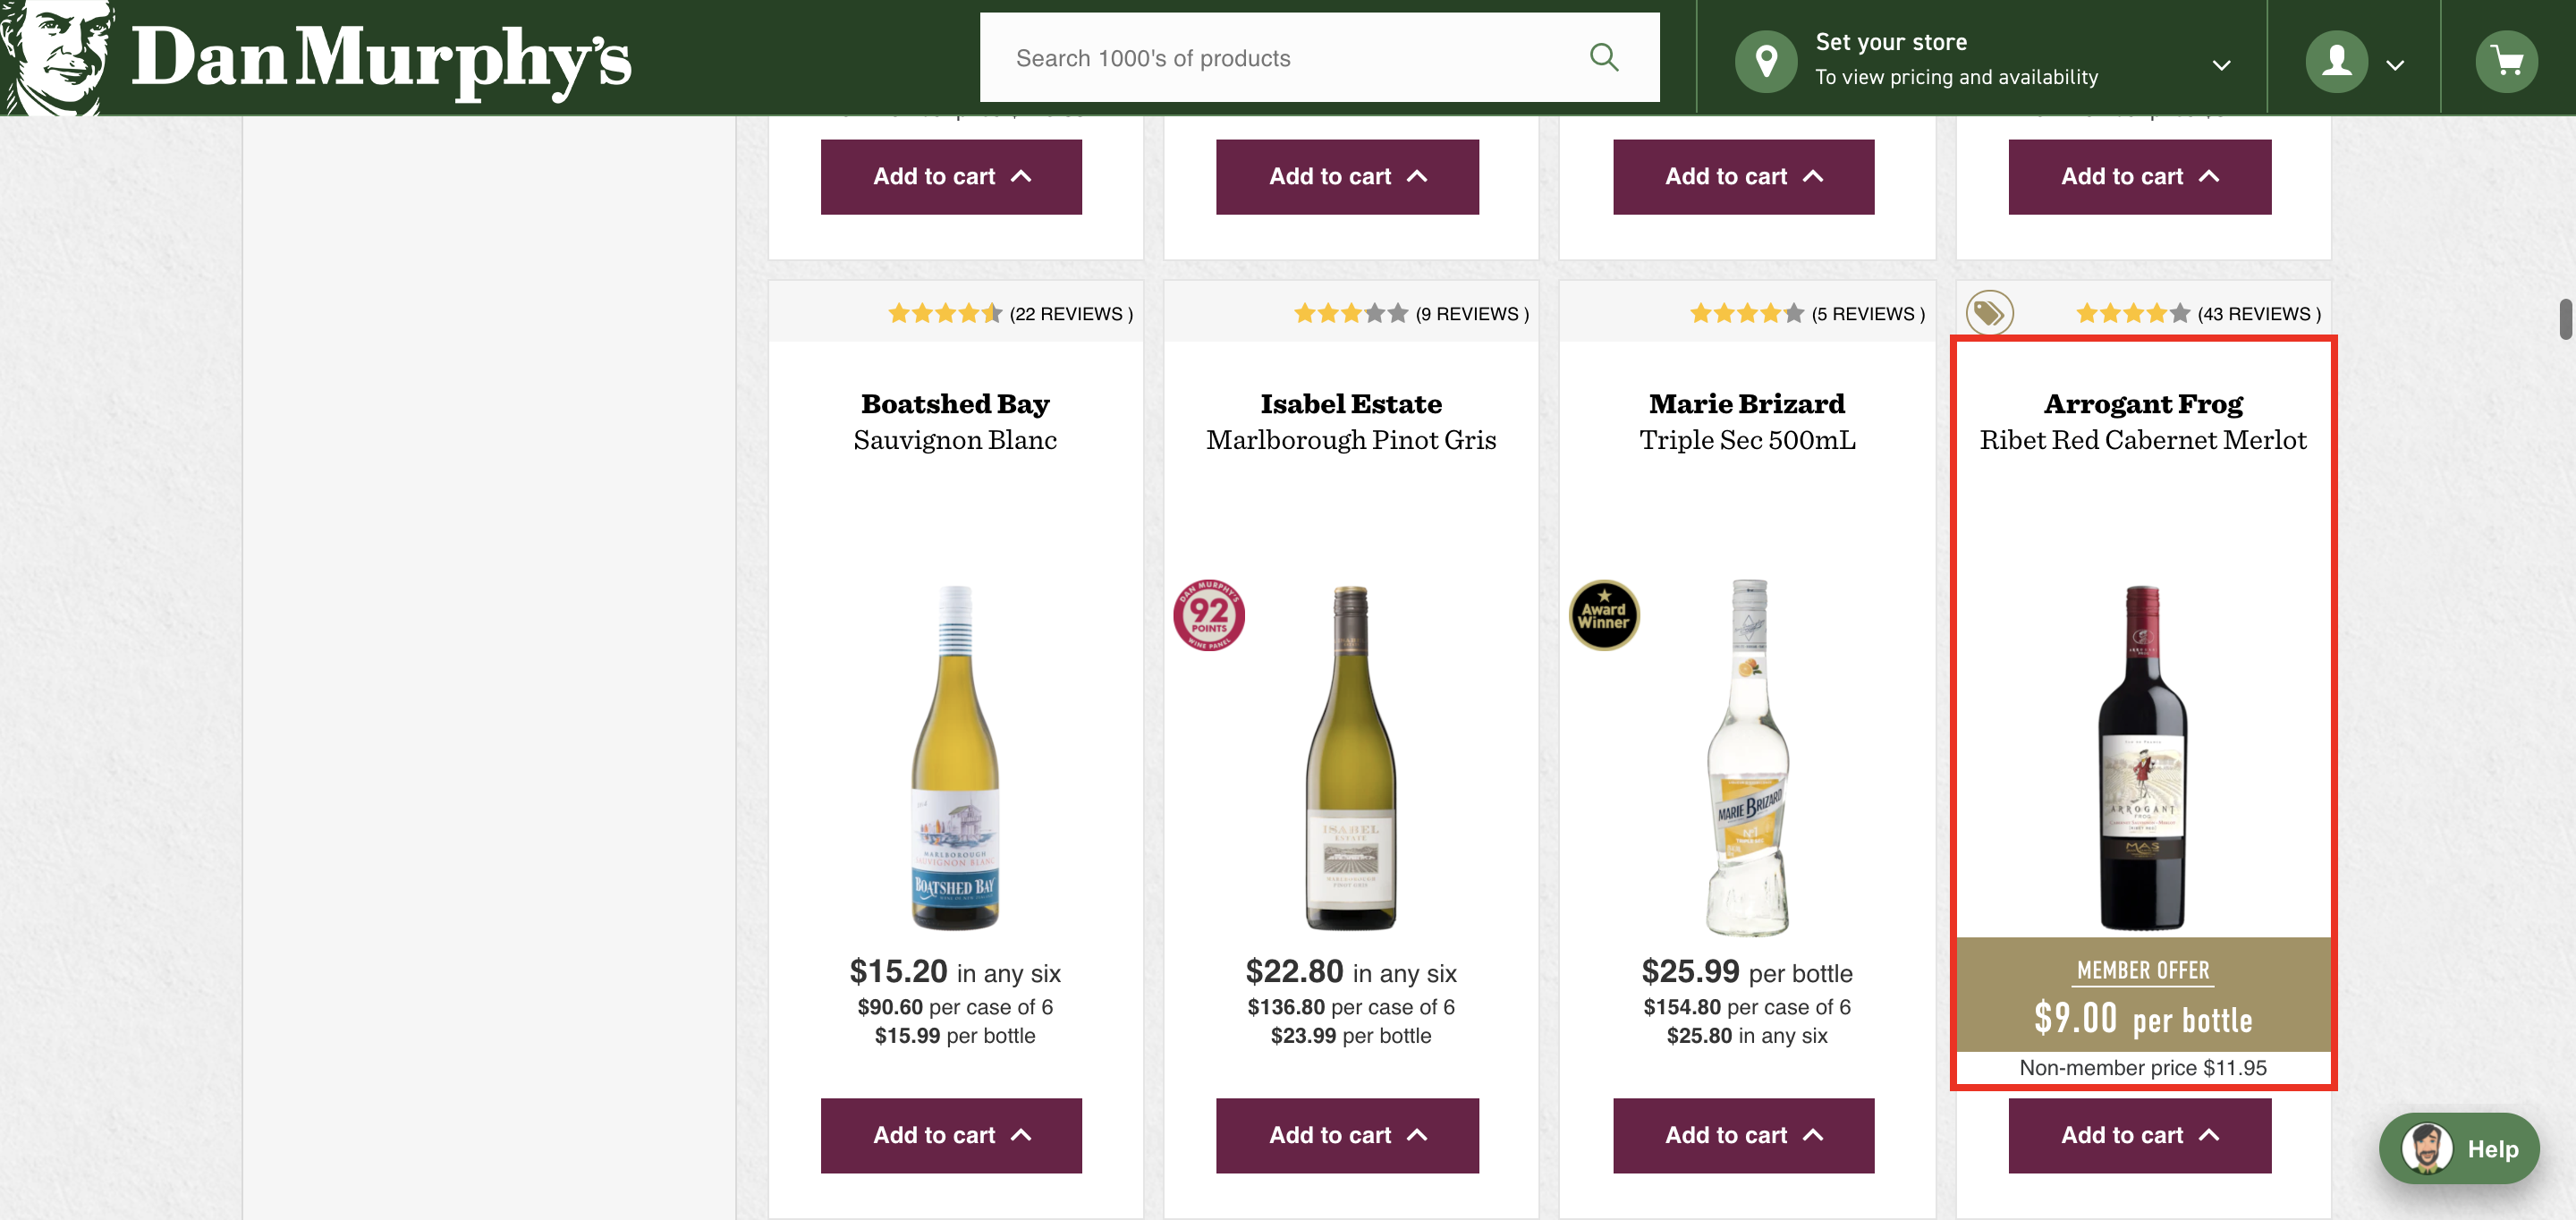 Dan Murphy's
Search 1000's of products
Set your store
To view pricing and availability
Add to cart
Add to cart
Add to cart
Add to cart
(22 REVIEWS )
(9 REVIEWS )
(5 REVIEWS )
(43 REVIEWS )
Boatshed Bay
Sauvignon Blanc
Isabel Estate
Marlborough Pinot Gris
Marie Brizard
Triple Sec 500mL
Arrogant Frog
Ribet Red Cabernet Merlot
DAN MURPHY'S
92
POINTS
WINE PANEL
Award
Winner
MARLBOROUGH
SAUVIGNON BLANC
BOATSHED BAY
ISABEL
ESTATE
MARLBOROUGH
PINOT GRIS
MARIE BRIZARD
ARROGANT
FROG
MAS
$15.20 in any six
$90.60 per case of 6
$15.99 per bottle
$22.80 in any six
$136.80 per case of 6
$23.99 per bottle
$25.99 per bottle
$154.80 per case of 6
$25.80 in any six
MEMBER OFFER
$9.00 per bottle
Non-member price $11.95
Add to cart
Add to cart
Add to cart
Add to cart
Help